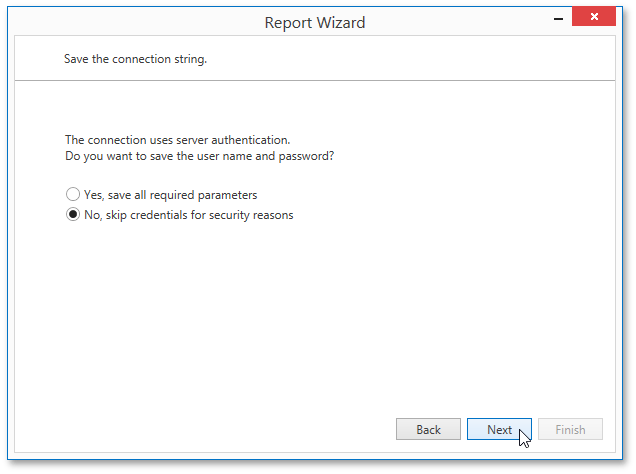 Report Wizard
Save the connection string.
The connection uses server authentication.
Do you want to save the user name and password?
Yes, save all required parameters
No, skip credentials for security reasons
Back
Next
Finish